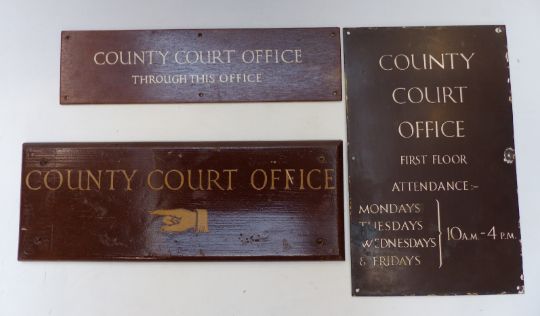 COUNTY COURT OFFICE
THROUGH THIS OFFICE
COUNTY COURT OFFICE
COUNTY
COURT
OFFICE
FIRST FLOOR
ATTENDANCE:-
MONDAYS
TUESDAYS
WEDNESDAYS
& FRIDAYS
10 A.M. - 4 P.M.